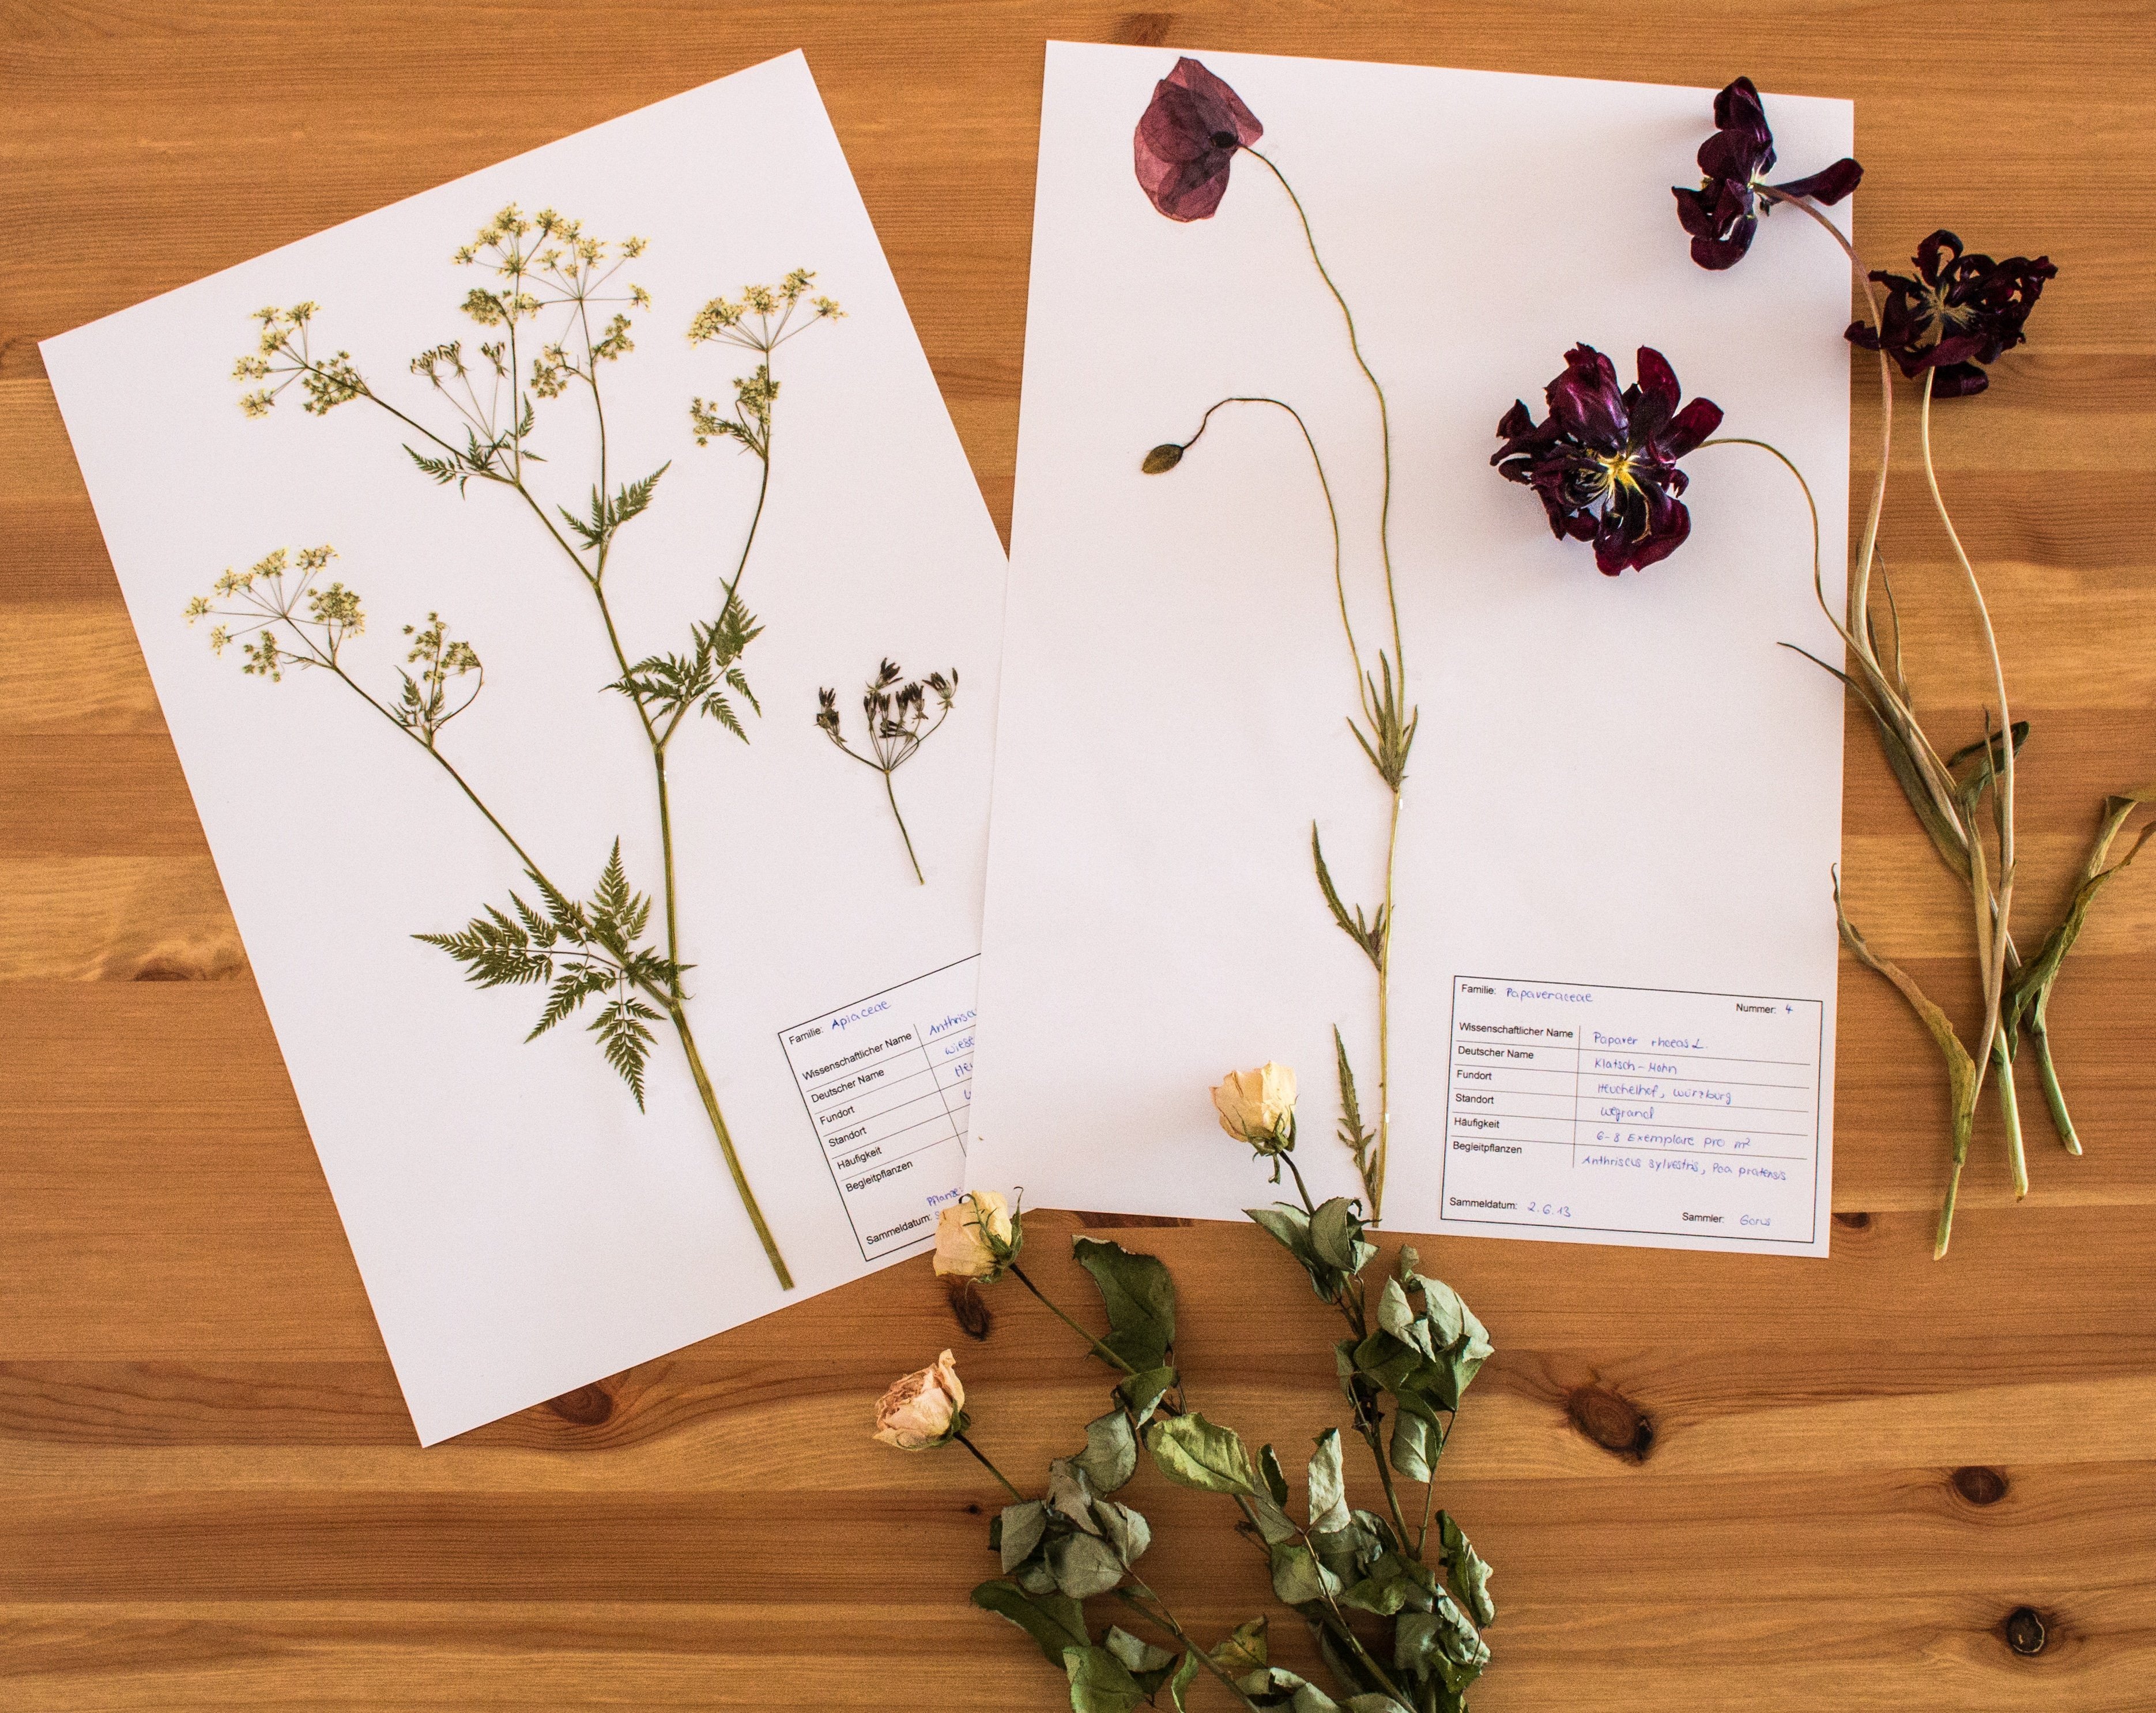 Familie: Apiaceae
Wissenschaftlicher Name
Deutscher Name
Fundort
Standort
Häufigkeit
Begleitpflanzen
Sammeldatum:
Familie: Papaveraceae
Nummer: 4
Wissenschaftlicher Name Papaver rhoeas L.
Deutscher Name Klatsch-Mohn
Fundort Heuchelhof, Würzburg
Standort Wegrand
Häufigkeit 6-8 Exemplare pro m²
Begleitpflanzen Anthriscus sylvestris, Poa pratensis
Sammeldatum: 2.6.13
Sammler: